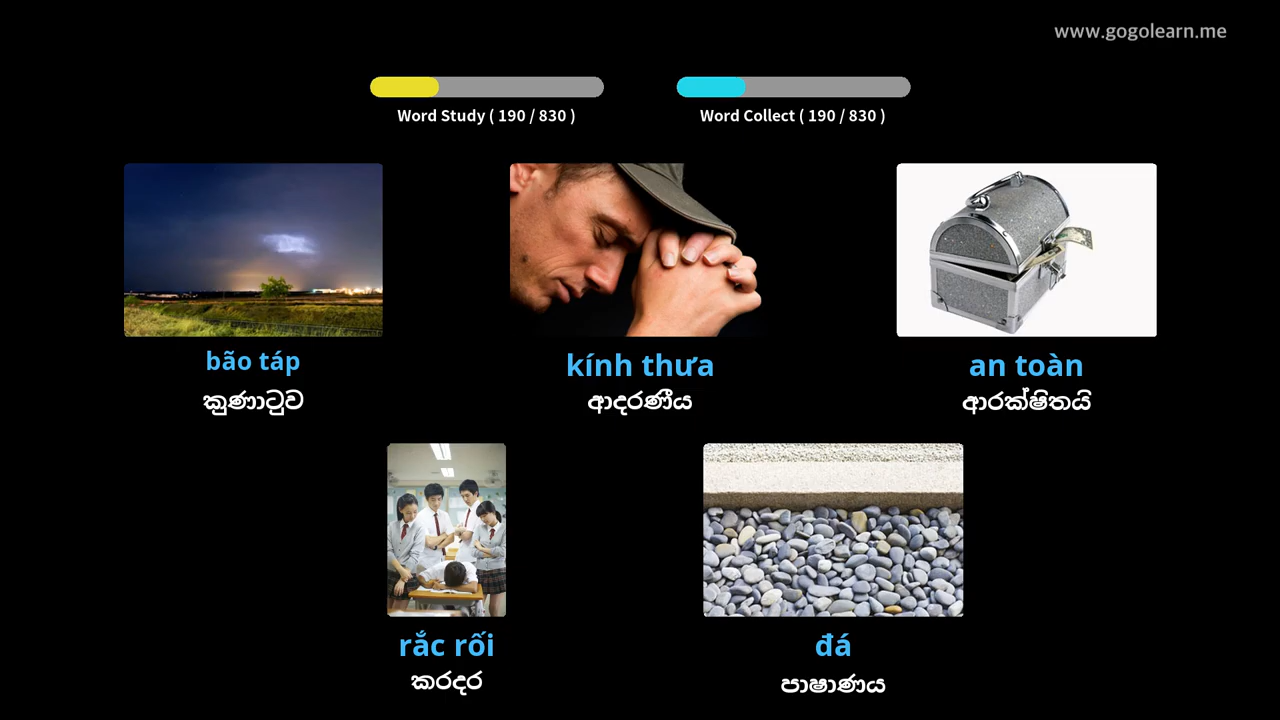 www.gogolearn.me
Word Study ( 190 / 830 )
Word Collect ( 190 / 830 )
bão táp
කුණාටුව
kính thưa
ආදරණීය
an toàn
ආරක්ෂිතයි
rắc rối
කරදර
đá
පාෂාණය